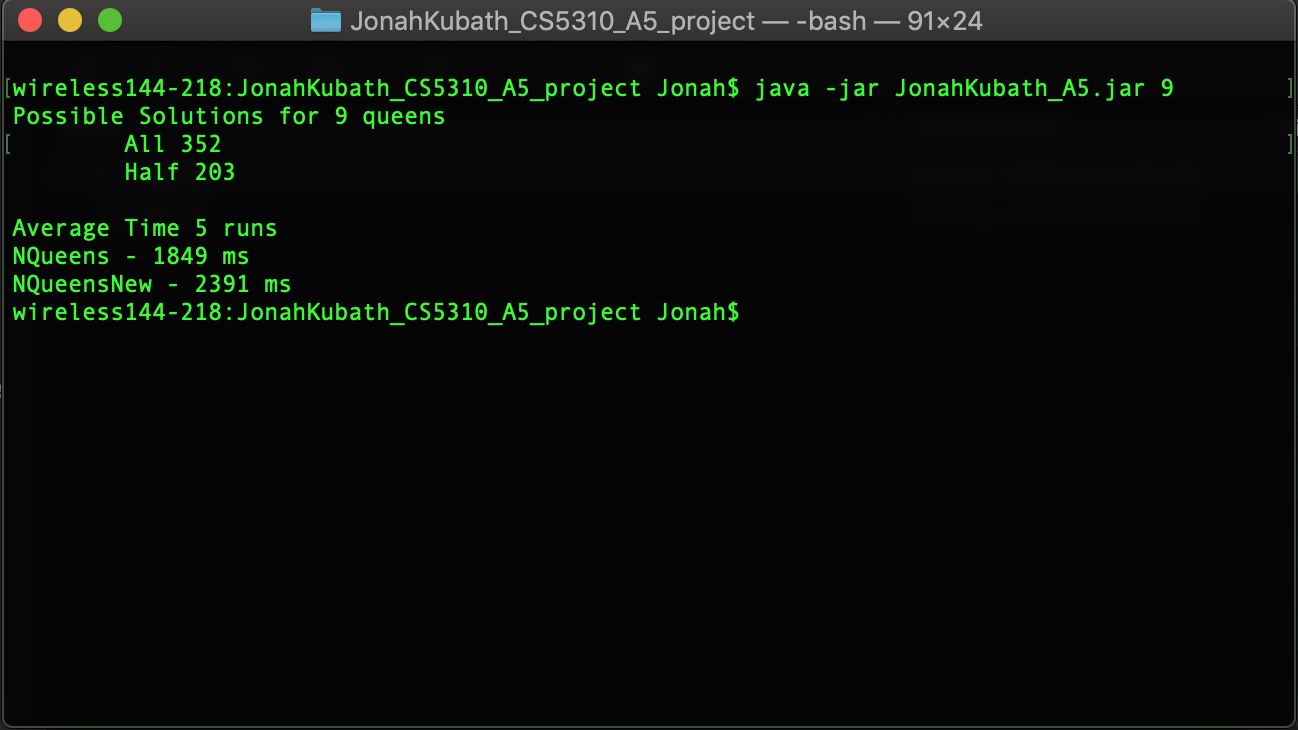 JonahKubath_CS5310_A5_project — -bash — 91×24
[wireless144-218:JonahKubath_CS5310_A5_project Jonah$ java -jar JonahKubath_A5.jar 9 ]
Possible Solutions for 9 queens
[ All 352 ]
Half 203
Average Time 5 runs
NQueens - 1849 ms
NQueensNew - 2391 ms
wireless144-218:JonahKubath_CS5310_A5_project Jonah$